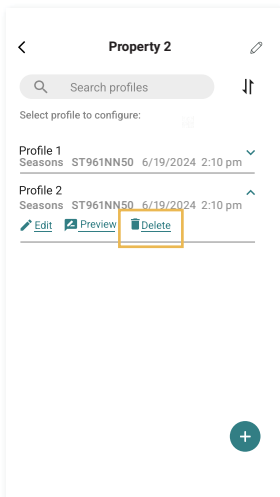 Property 2
Search profiles
Select profile to configure:
Profile 1
Seasons ST961NN50 6/19/2024 2:10 pm
Profile 2
Seasons ST961NN50 6/19/2024 2:10 pm
Edit Preview Delete